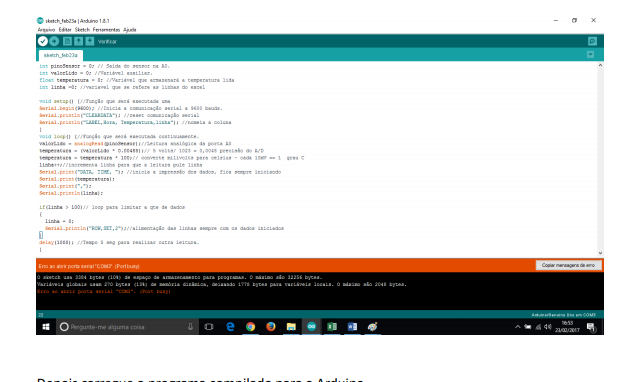 sketch_feb23a | Arduino 1.8.1
Arquivo Editar Sketch Ferramentas Ajuda
Verificar
sketch_feb23a
int pinoSensor = 0; // Saida do sensor na A0.
int valorLido = 0; //Variável auxiliar.
float temperatura = 0; //Variável que armazenará a temperatura lida
int linha =0; //variavel que se refere as linhas do excel
void setup() {//Função que será executada uma
Serial.begin(9600); //Inicia a comunicação serial a 9600 bauds.
Serial.println("CLEARDATA"); //reset comunicação serial
Serial.println("LABEL,Hora, Temperatura,linha"); //nomeia a coluna
}
void loop() {//Função que será executada continuamente.
valorLido = analogRead(pinoSensor);//Leitura analógica da porta A0
temperatura = (valorLido * 0.00488);// 5 volts/ 1023 = 0,0048 precisão do A/D
temperatura = temperatura * 100;// converte milivolts para celsius - cada 10mV == 1 grau C
linha++;//incrementa linha para que a leitura pule linha
Serial.print("DATA, TIME, "); //inicia a impressão dos dados, fica sempre iniciando
Serial.print(temperatura);
Serial.print(",");
Serial.println(linha);
if(linha > 100)// loop para limitar a qte de dados
{
linha = 0;
Serial.println("ROW,SET,2");//alimentação das linhas sempre com os dados iniciados
}
delay(1000); //Tempo 5 seg para realizar outra leitura.
}
Erro ao abrir porta serial "COM3". (Port busy)
Copiar mensagens de erro
O sketch usa 3384 bytes (10%) de espaço de armazenamento para programas. O máximo são 32256 bytes.
Variáveis globais usam 270 bytes (13%) de memória dinâmica, deixando 1778 bytes para variáveis locais. O máximo são 2048 bytes.
Erro ao abrir porta serial "COM3". (Port busy)
Arduino/Genuino Uno em COM3
Pergunte-me alguma coisa
16:53
23/02/2017
Depois carregue o programa compilado para o Arduino